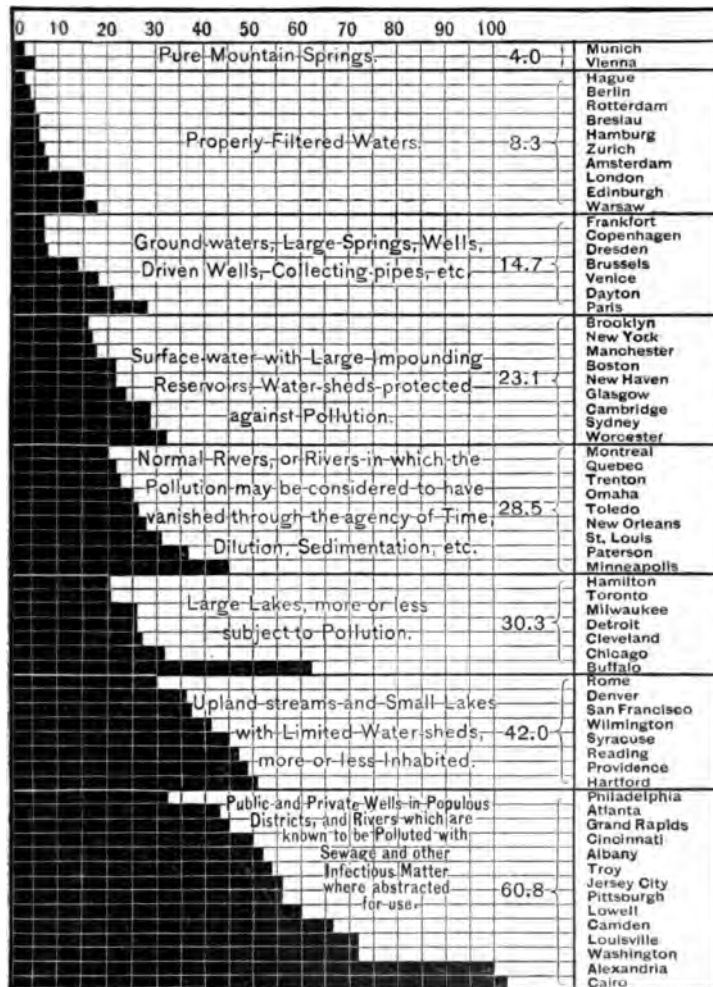 0 10 20 30 40 50 60 70 80 90 100
Pure Mountain Springs. 4.0
Munich
Vienna
Properly Filtered Waters. 8.3
Hague
Berlin
Rotterdam
Breslau
Hamburg
Zurich
Amsterdam
London
Edinburgh
Warsaw
Ground-waters, Large Springs, Wells,
Driven Wells, Collecting-pipes, etc. 14.7
Frankfort
Copenhagen
Dresden
Brussels
Venice
Dayton
Paris
Surface-water with Large Impounding
Reservoirs; Water-sheds protected
against Pollution.
23.1
Brooklyn
New York
Manchester
Boston
New Haven
Glasgow
Cambridge
Sydney
Worcester
Normal Rivers, or Rivers in which the
Pollution may be considered to have
vanished through the agency of Time,
Dilution, Sedimentation, etc.
28.5
Montreal
Quebec
Trenton
Omaha
Toledo
New Orleans
St. Louis
Paterson
Minneapolis
Large Lakes, more or less
subject to Pollution.
30.3
Hamilton
Toronto
Milwaukee
Detroit
Cleveland
Chicago
Buffalo
Upland streams and Small Lakes
with Limited Water-sheds,
more or less Inhabited.
42.0
Rome
Denver
San Francisco
Wilmington
Syracuse
Reading
Providence
Hartford
Public and Private Wells in Populous
Districts, and Rivers which are
known to be Polluted with
Sewage and other
Infectious Matter
where abstracted
for use.
60.8
Philadelphia
Atlanta
Grand Rapids
Cincinnati
Albany
Troy
Jersey City
Pittsburgh
Lowell
Camden
Louisville
Washington
Alexandria
Cairo